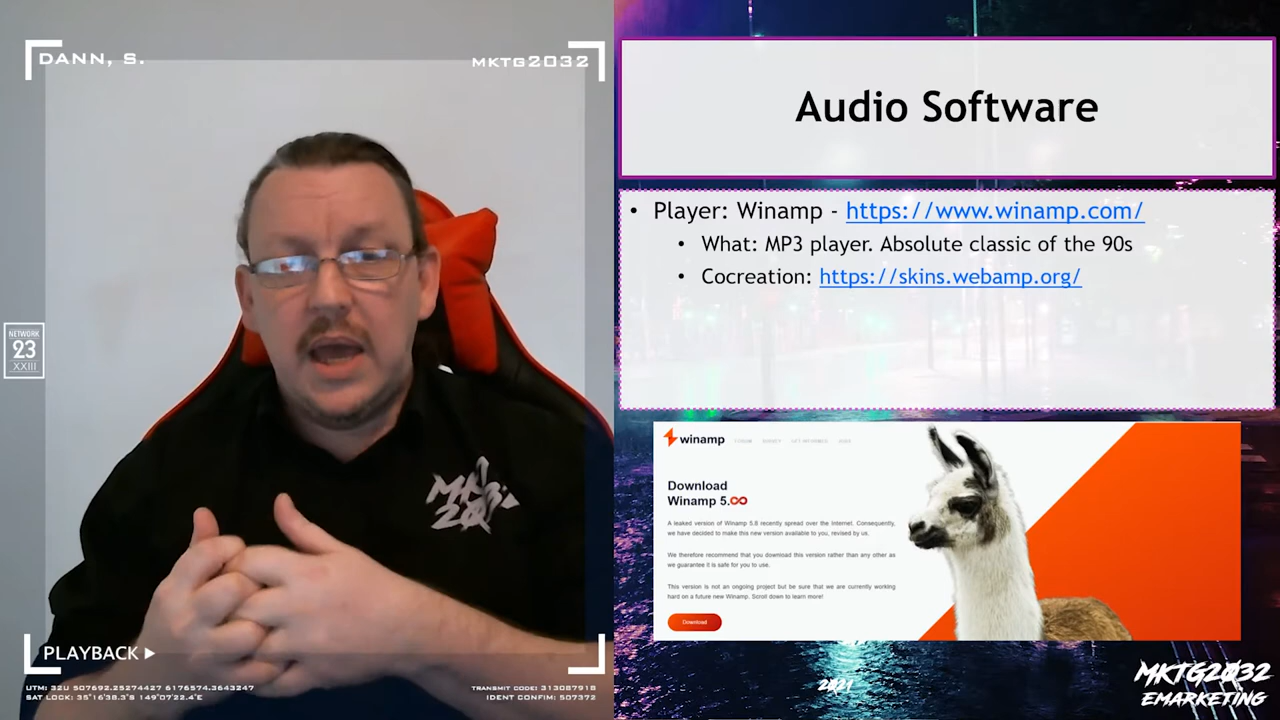 DANN, S.
MKTG2032
NETWORK
23
XXIII
PLAYBACK
UTM: 32U 507692.25274427 6176574.3643247
SAT LOCK: 35°16'38.3"S 149°07'22.4"E
TRANSMIT CODE: 313087918
IDENT CONFIM: 507372
Audio Software
• Player: Winamp - https://www.winamp.com/
• What: MP3 player. Absolute classic of the 90s
• Cocreation: https://skins.webamp.org/
winamp
Download
Winamp 5.∞
A leaked version of Winamp 5.8 recently spread over the Internet. Consequently,
we have decided to make this new version available to you, revised by us.
We therefore recommend that you download this version rather than any other as
we guarantee it is safe for you to use.
This version is not an ongoing project but be sure that we are currently working
hard on a future new Winamp. Scroll down to learn more!
Download
2021
MKTG2032
EMARKETING